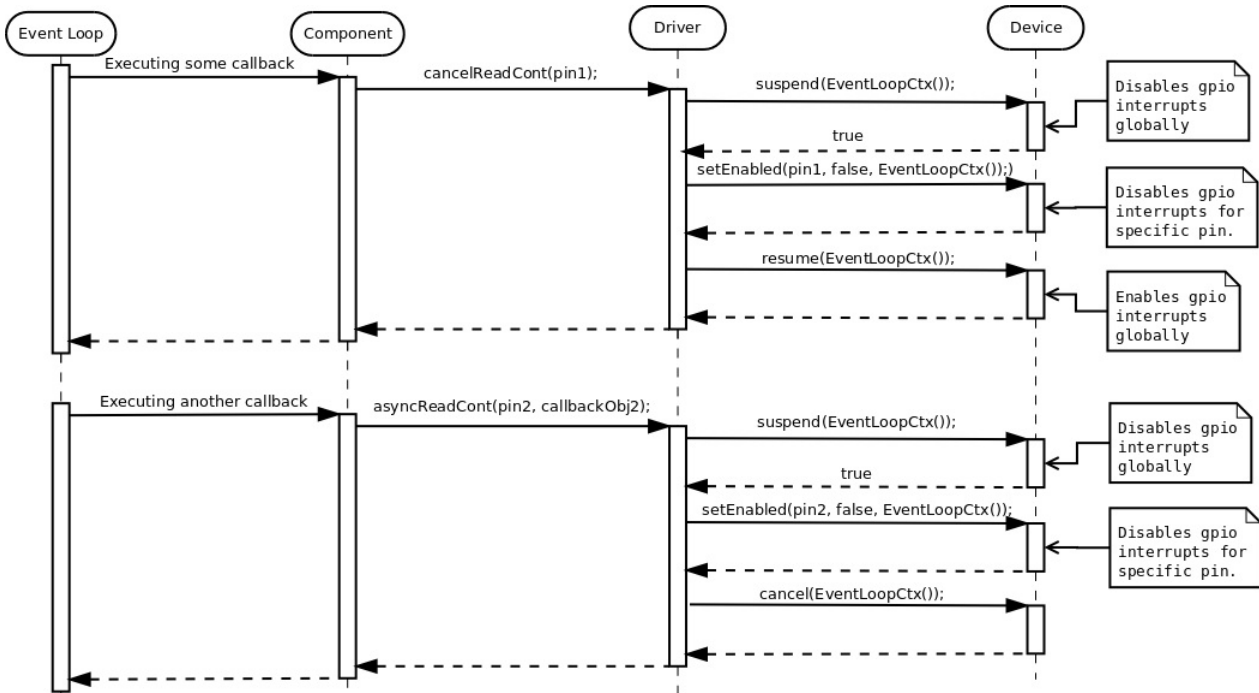 Event Loop
Component
Driver
Device
Executing some callback
cancelReadCont(pin1);
suspend(EventLoopCtx());
Disables gpio
interrupts
globally
true
setEnabled(pin1, false, EventLoopCtx());)
Disables gpio
interrupts for
specific pin.
resume(EventLoopCtx());
Enables gpio
interrupts
globally
Executing another callback
asyncReadCont(pin2, callbackObj2);
suspend(EventLoopCtx());
Disables gpio
interrupts
globally
true
setEnabled(pin2, false, EventLoopCtx());
Disables gpio
interrupts for
specific pin.
cancel(EventLoopCtx());